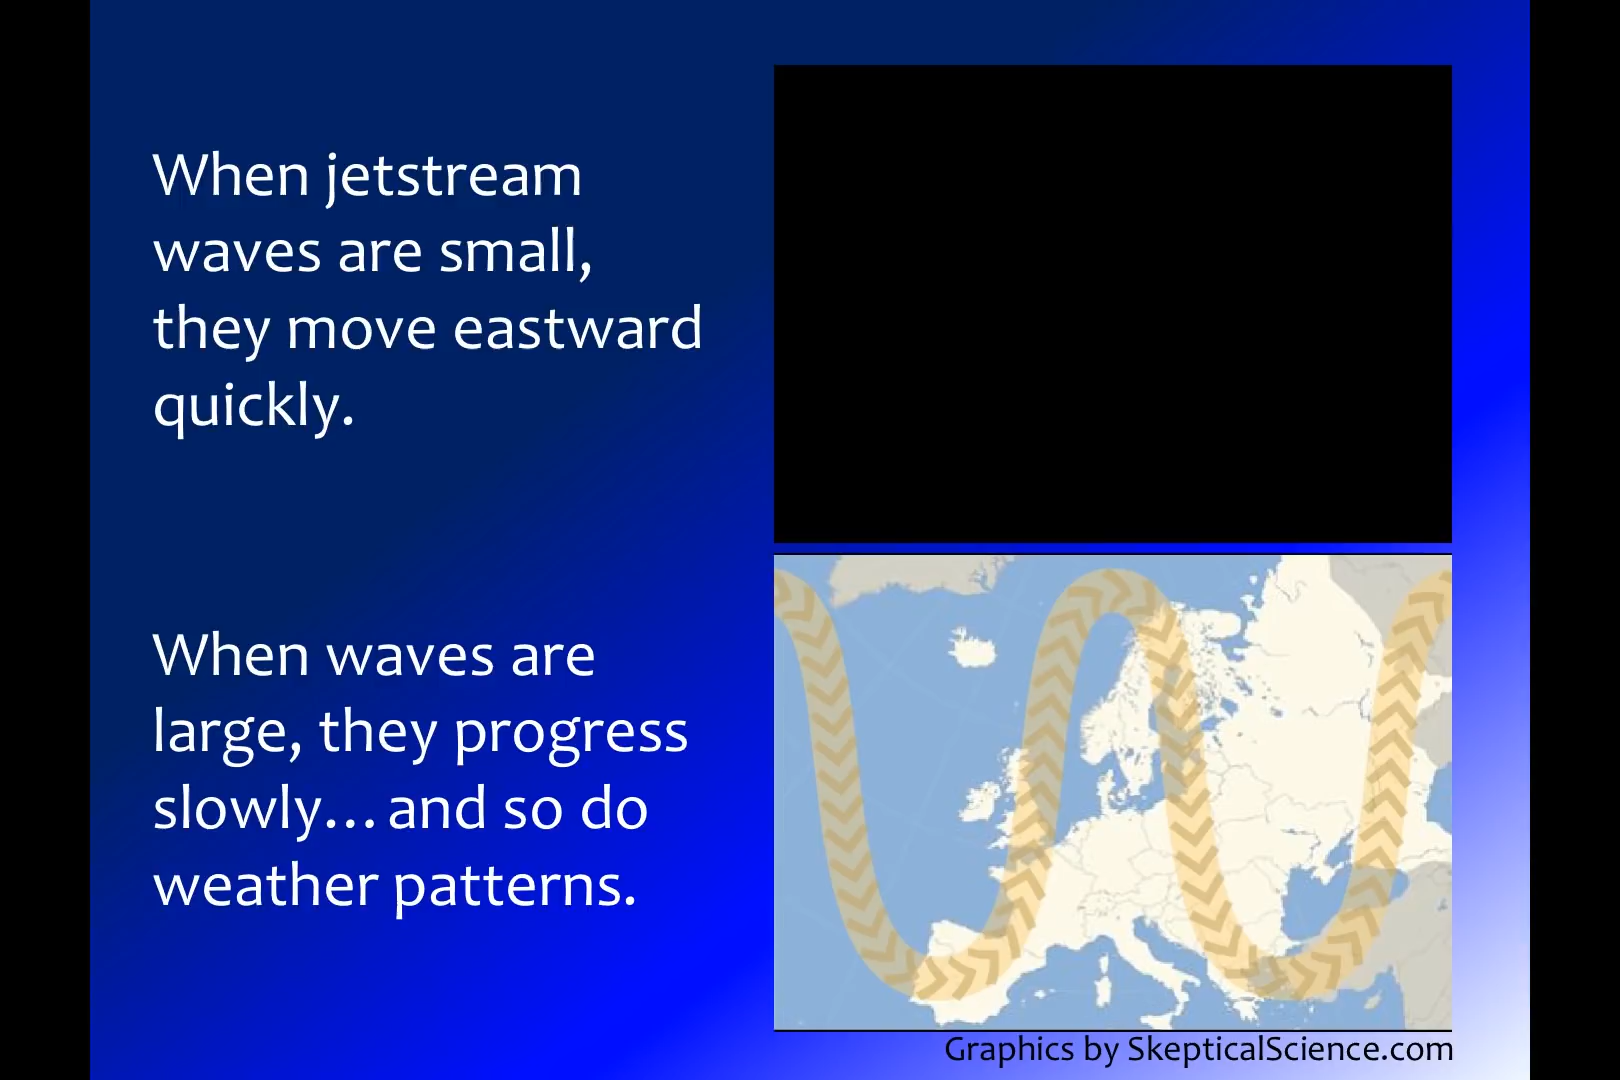 When jetstream
waves are small,
they move eastward
quickly.
When waves are
large, they progress
slowly…and so do
weather patterns.
Graphics by SkepticalScience.com